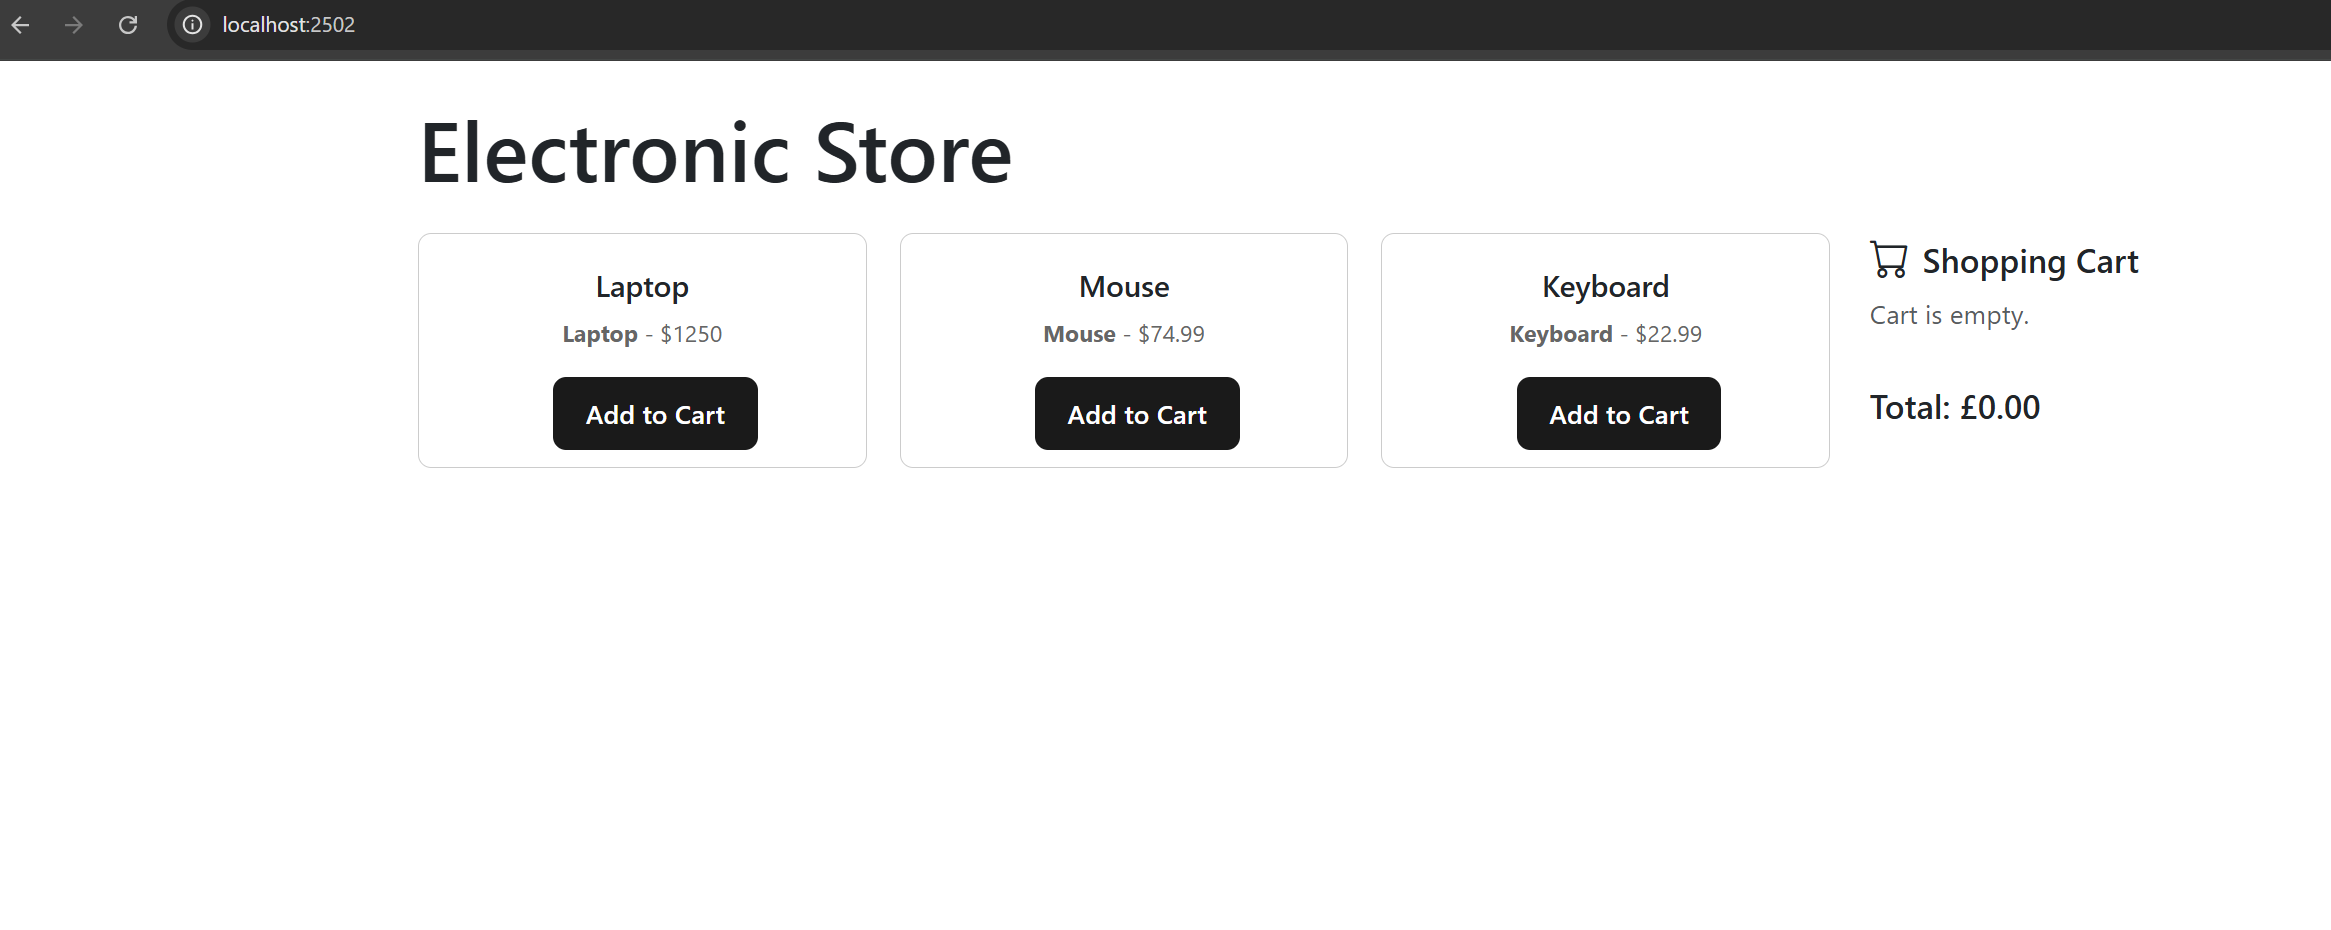 localhost:2502
Electronic Store
Laptop
Laptop - $1250
Add to Cart
Mouse
Mouse - $74.99
Add to Cart
Keyboard
Keyboard - $22.99
Add to Cart
Shopping Cart
Cart is empty.
Total: £0.00